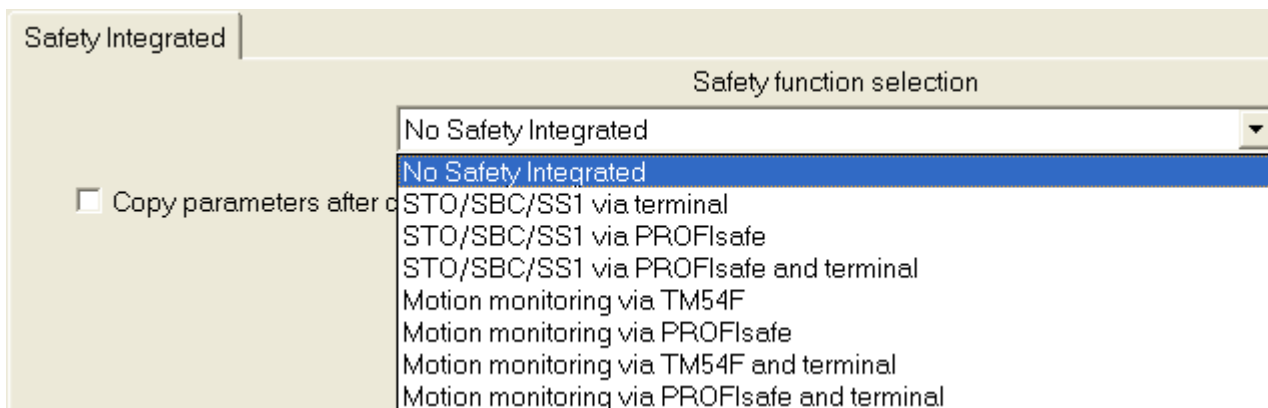 Safety Integrated
Safety function selection
No Safety Integrated
No Safety Integrated
Copy parameters after
STO/SBC/SS1 via terminal
STO/SBC/SS1 via PROFIsafe
STO/SBC/SS1 via PROFIsafe and terminal
Motion monitoring via TM54F
Motion monitoring via PROFIsafe
Motion monitoring via TM54F and terminal
Motion monitoring via PROFIsafe and terminal